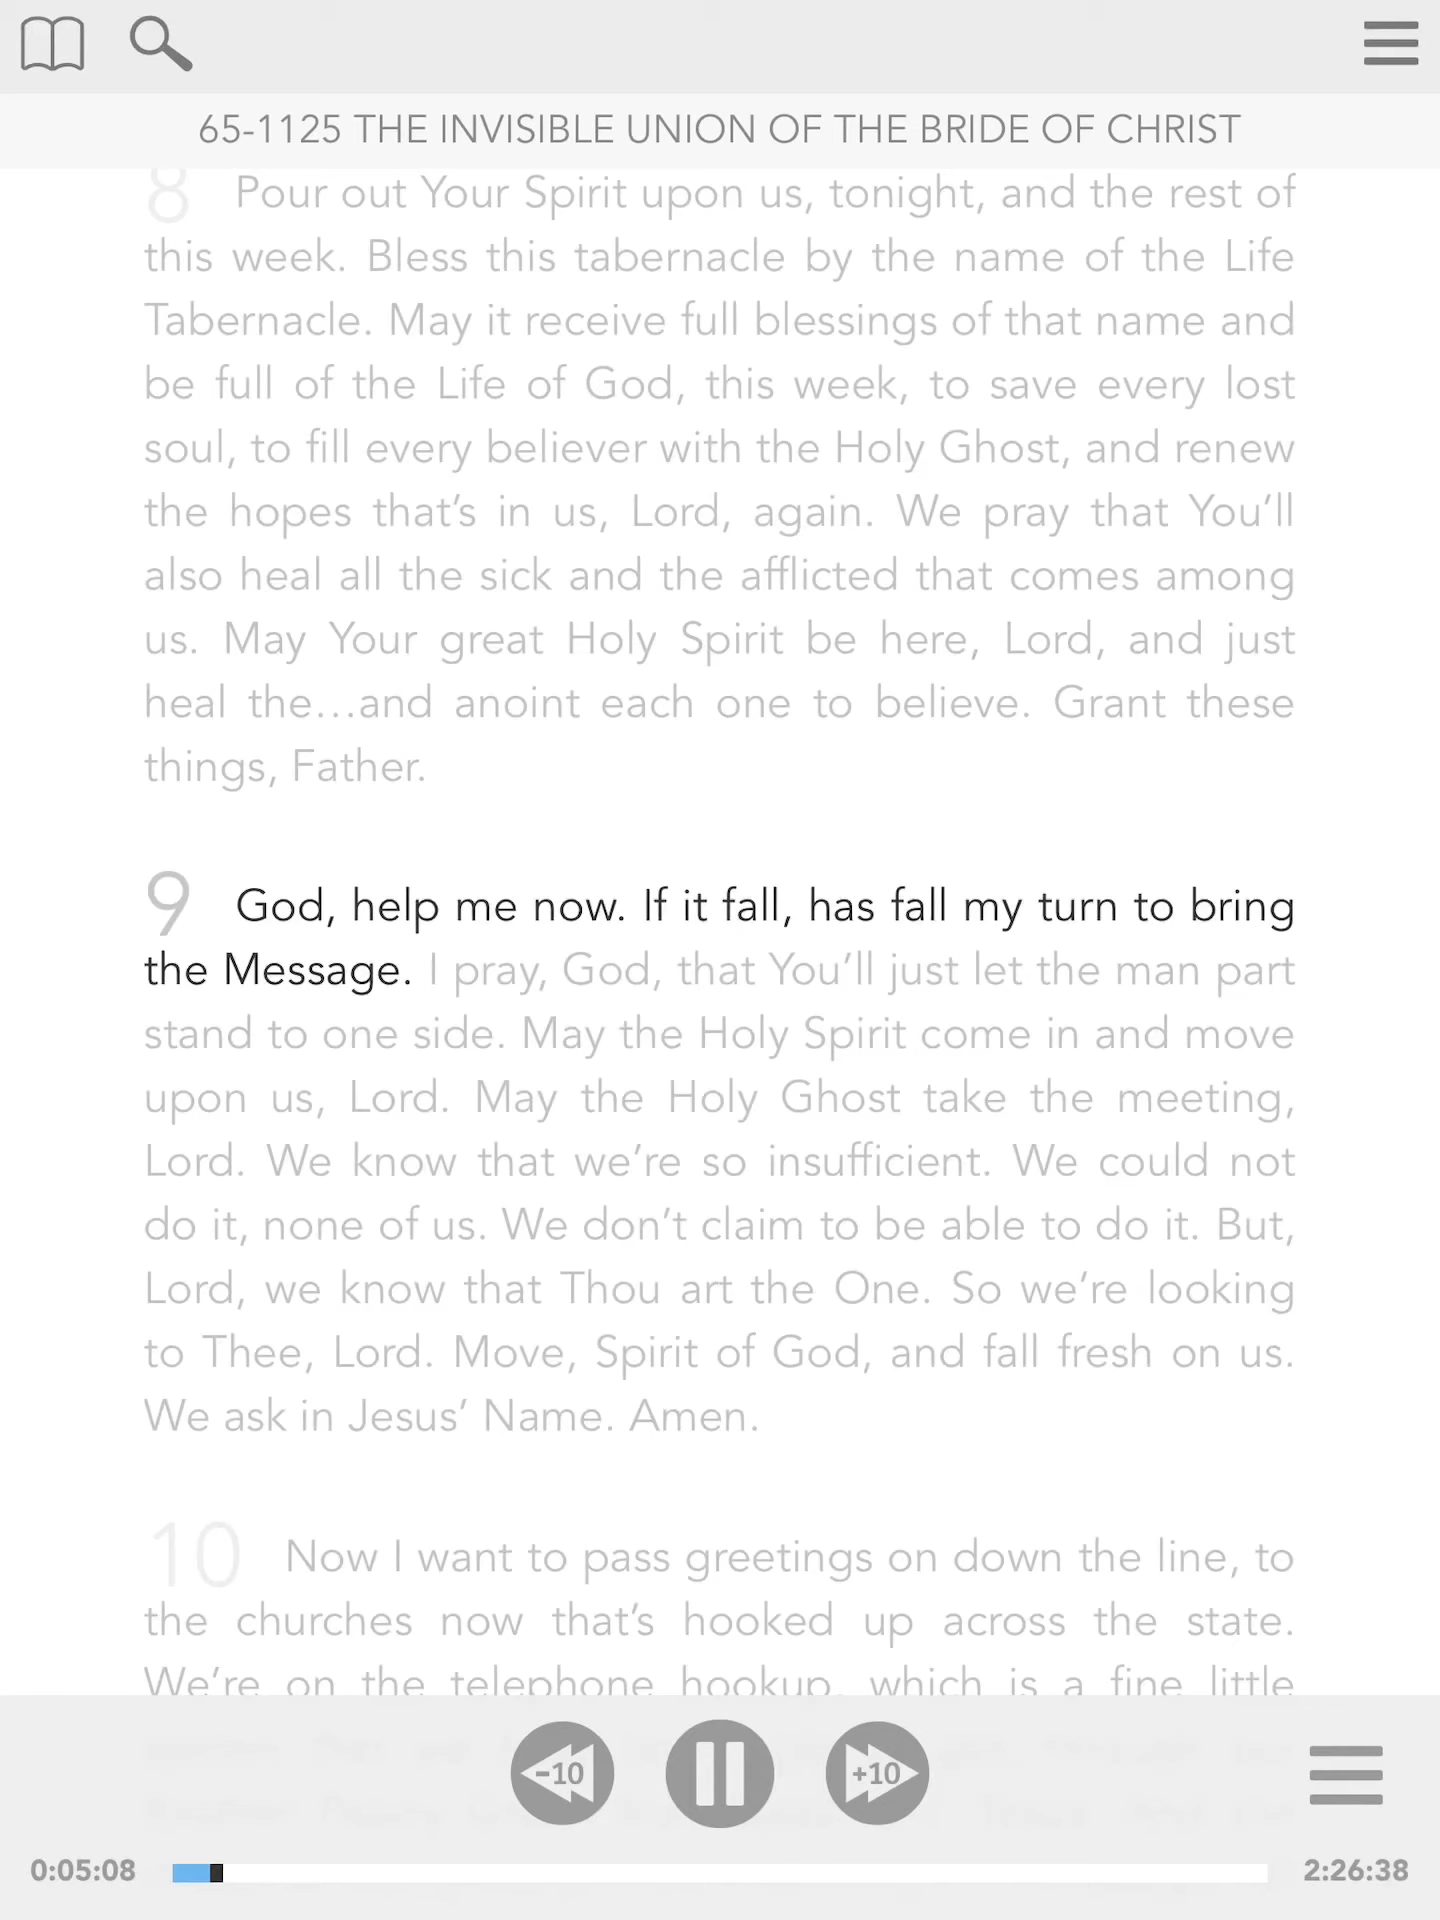 65-1125 THE INVISIBLE UNION OF THE BRIDE OF CHRIST
8 Pour out Your Spirit upon us, tonight, and the rest of
this week. Bless this tabernacle by the name of the Life
Tabernacle. May it receive full blessings of that name and
be full of the Life of God, this week, to save every lost
soul, to fill every believer with the Holy Ghost, and renew
the hopes that’s in us, Lord, again. We pray that You’ll
also heal all the sick and the afflicted that comes among
us. May Your great Holy Spirit be here, Lord, and just
heal the…and anoint each one to believe. Grant these
things, Father.
9 God, help me now. If it fall, has fall my turn to bring
the Message. I pray, God, that You’ll just let the man part
stand to one side. May the Holy Spirit come in and move
upon us, Lord. May the Holy Ghost take the meeting,
Lord. We know that we’re so insufficient. We could not
do it, none of us. We don’t claim to be able to do it. But,
Lord, we know that Thou art the One. So we’re looking
to Thee, Lord. Move, Spirit of God, and fall fresh on us.
We ask in Jesus’ Name. Amen.
10 Now I want to pass greetings on down the line, to
the churches now that’s hooked up across the state.
We’re on the telephone hookup, which is a fine little
-10 +10
0:05:08 2:26:38